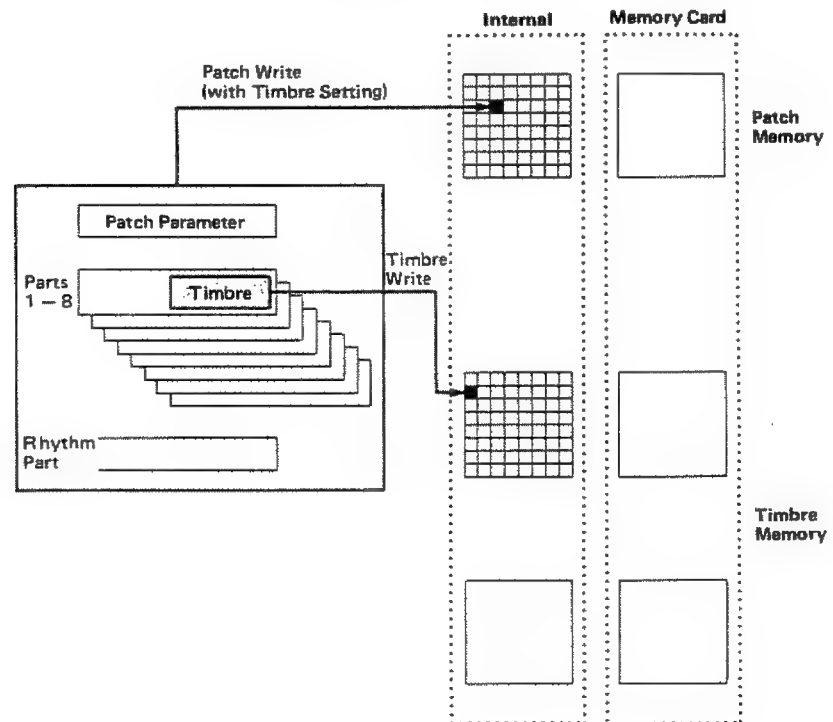 Internal
Memory Card
Patch Write
(with Timbre Setting)
Patch
Memory
Patch Parameter
Timbre
Write
Parts
1 – 8
Timbre
Rhythm
Part
Timbre
Memory